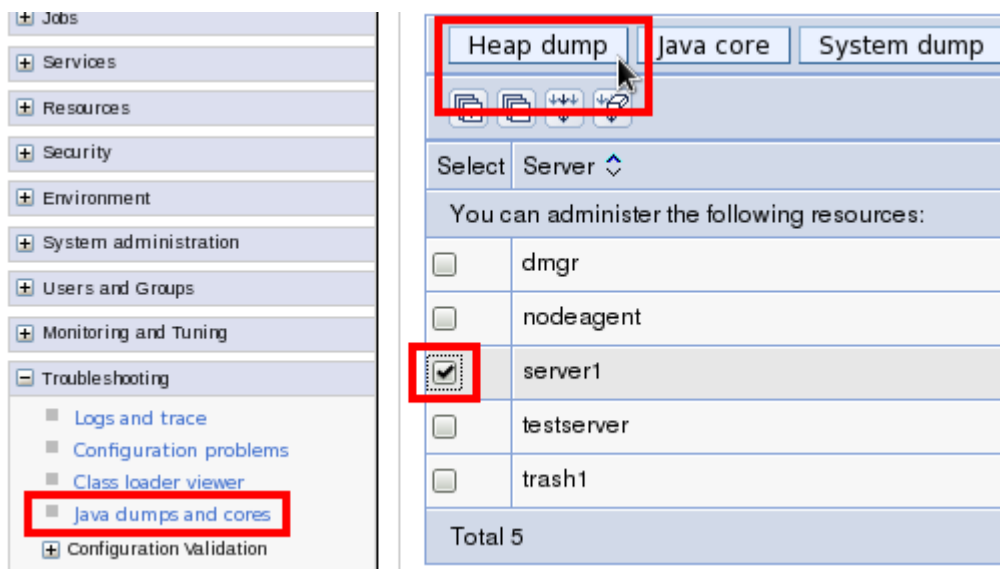 Jobs
Services
Resources
Security
Environment
System administration
Users and Groups
Monitoring and Tuning
Troubleshooting
Logs and trace
Configuration problems
Class loader viewer
Java dumps and cores
Configuration Validation
Heap dump Java core System dump
Select Server
You can administer the following resources:
dmgr
nodeagent
server1
testserver
trash1
Total 5